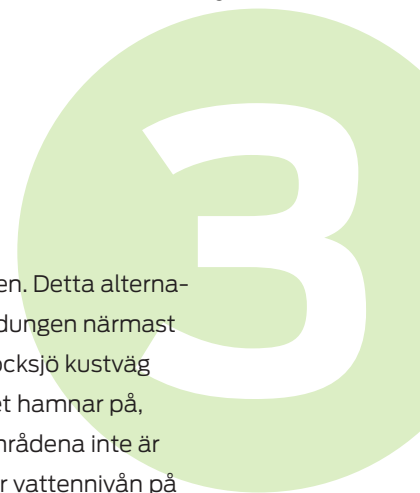 3
en. Detta alterna-
dungen närmast
ocksjö kustväg
et hamnar på,
nrådena inte är
r vattennivån på